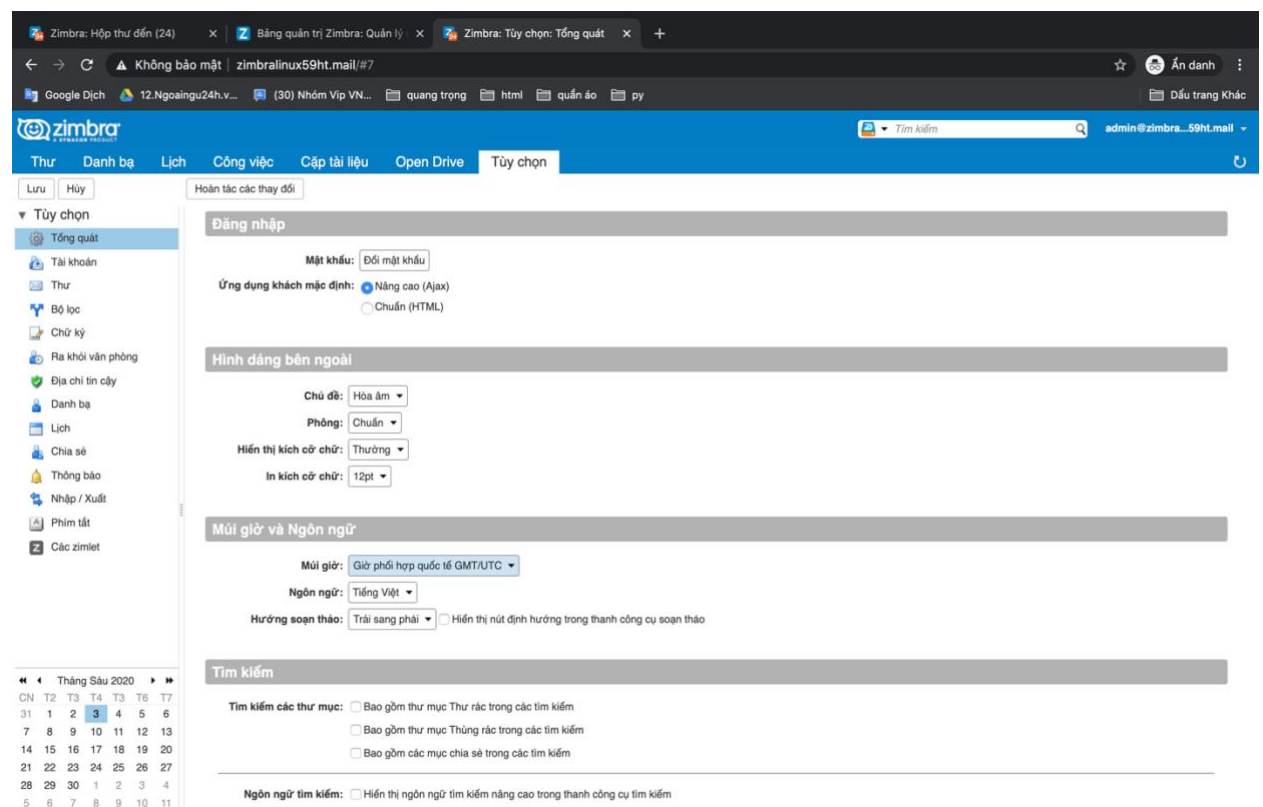 Zimbra: Hộp thư đến (24) Bảng quản trị Zimbra: Quản lý Zimbra: Tùy chọn: Tổng quát
Không bảo mật | zimbralinux59ht.mail/#7 Ẩn danh
Google Dịch 12.Ngoaingu24h.v... (30) Nhóm Vip VN... quang trọng html quần áo py Dấu trang Khác
zimbra Tìm kiếm admin@zimbra...59ht.mail
A SYNACOR PRODUCT
Thư Danh bạ Lịch Công việc Cặp tài liệu Open Drive Tùy chọn
Lưu Hủy Hoàn tác các thay đổi
Tùy chọn
Tổng quát
Tài khoản
Thư
Bộ lọc
Chữ ký
Ra khỏi văn phòng
Địa chỉ tin cậy
Danh bạ
Lịch
Chia sẻ
Thông báo
Nhập / Xuất
Phím tắt
Các zimlet
Đăng nhập
Mật khẩu: Đổi mật khẩu
Ứng dụng khách mặc định: Nâng cao (Ajax)
Chuẩn (HTML)
Hình dáng bên ngoài
Chủ đề: Hòa âm
Phông: Chuẩn
Hiển thị kích cỡ chữ: Thường
In kích cỡ chữ: 12pt
Múi giờ và Ngôn ngữ
Múi giờ: Giờ phối hợp quốc tế GMT/UTC
Ngôn ngữ: Tiếng Việt
Hướng soạn thảo: Trái sang phải Hiển thị nút định hướng trong thanh công cụ soạn thảo
Tìm kiếm
Tìm kiếm các thư mục: Bao gồm thư mục Thư rác trong các tìm kiếm
Bao gồm thư mục Thùng rác trong các tìm kiếm
Bao gồm các mục chia sẻ trong các tìm kiếm
Ngôn ngữ tìm kiếm: Hiển thị ngôn ngữ tìm kiếm nâng cao trong thanh công cụ tìm kiếm
Tháng Sáu 2020
CN T2 T3 T4 T3 T6 T7
31 1 2 3 4 5 6
7 8 9 10 11 12 13
14 15 16 17 18 19 20
21 22 23 24 25 26 27
28 29 30 1 2 3 4
5 6 7 8 9 10 11